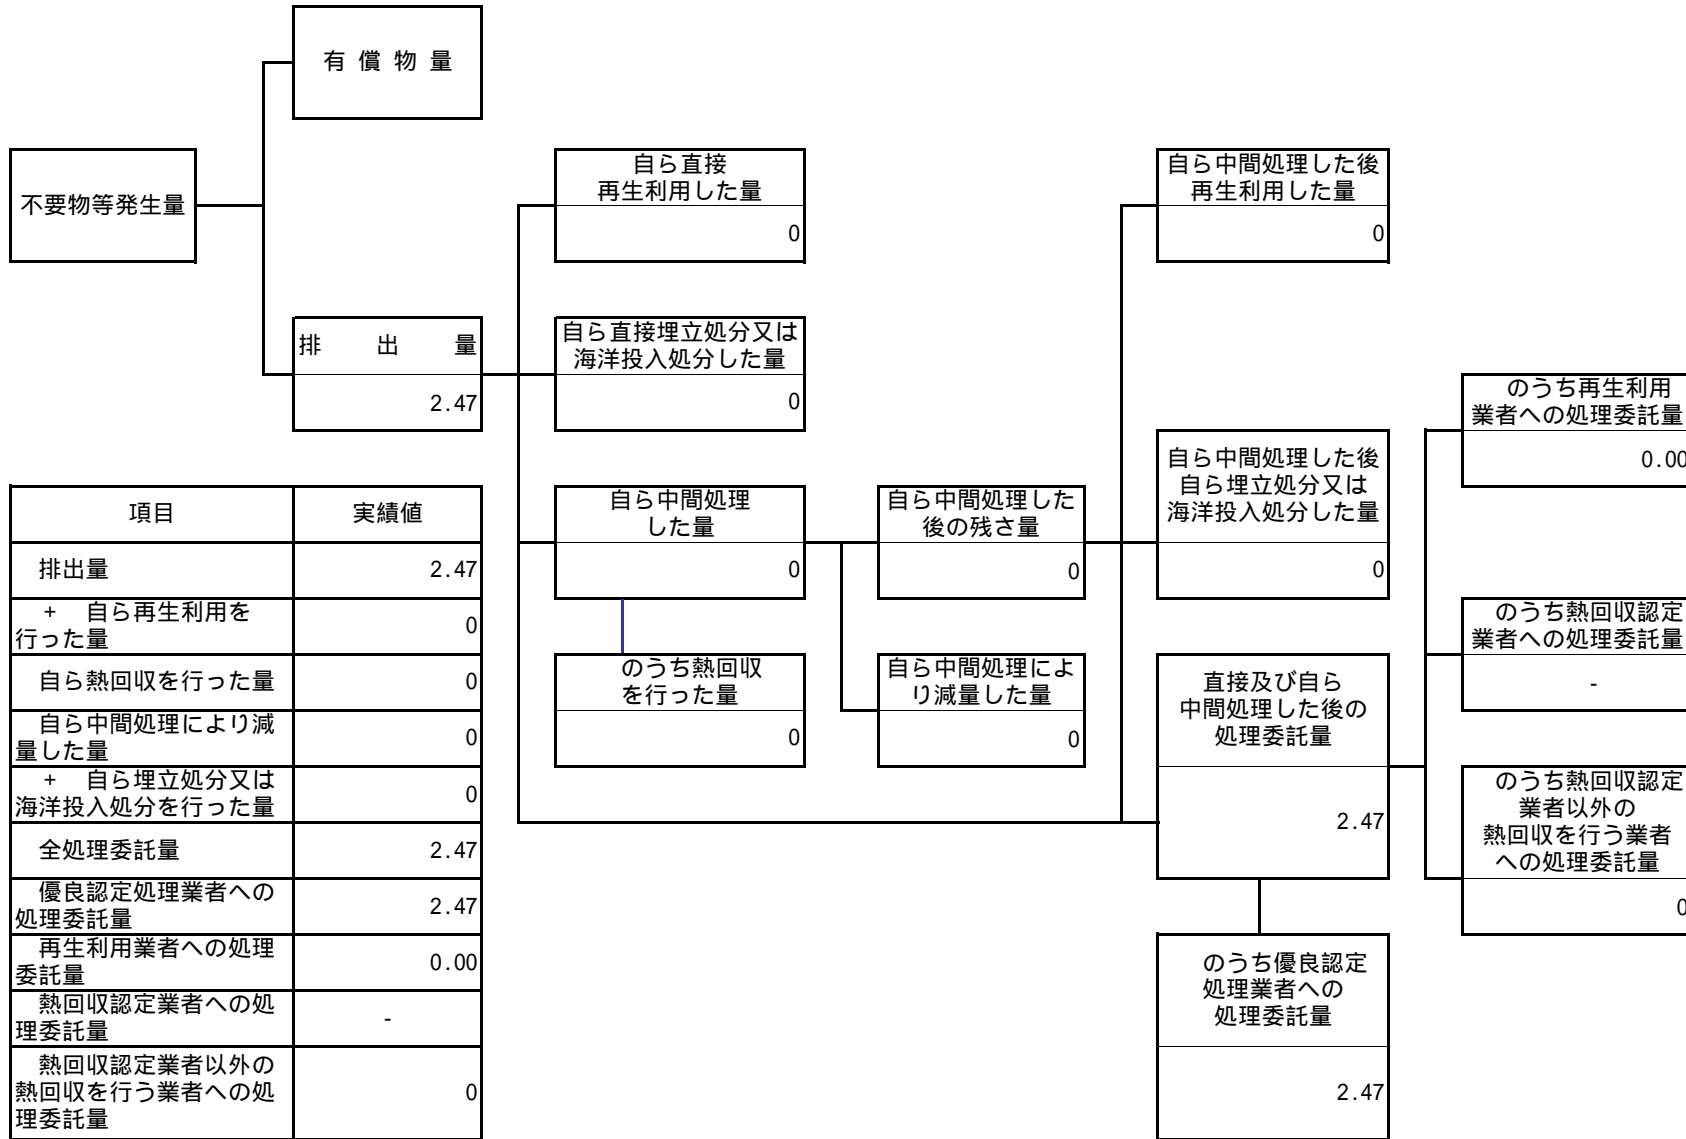 有償物量
不要物等発生量
自ら直接
再生利用した量
0
自ら中間処理した後
再生利用した量
0
排出量
2.47
自ら直接埋立処分又は
海洋投入処分した量
0
のうち再生利用
業者への処理委託量
0.00
自ら中間処理した後
自ら埋立処分又は
海洋投入処分した量
0
自ら中間処理
した量
0
自ら中間処理した
後の残さ量
0
のうち熱回収認定
業者への処理委託量
-
のうち熱回収
を行った量
0
自ら中間処理によ
り減量した量
0
直接及び自ら
中間処理した後の
処理委託量
2.47
のうち熱回収認定
業者以外の
熱回収を行う業者
への処理委託量
0
のうち優良認定
処理業者への
処理委託量
2.47
項目 実績値
排出量 2.47
+ 自ら再生利用を
行った量 0
自ら熱回収を行った量 0
自ら中間処理により減
量した量 0
+ 自ら埋立処分又は
海洋投入処分を行った量 0
全処理委託量 2.47
優良認定処理業者への
処理委託量 2.47
再生利用業者への処理
委託量 0.00
熱回収認定業者への処
理委託量 -
熱回収認定業者以外の
熱回収を行う業者への処
理委託量 0